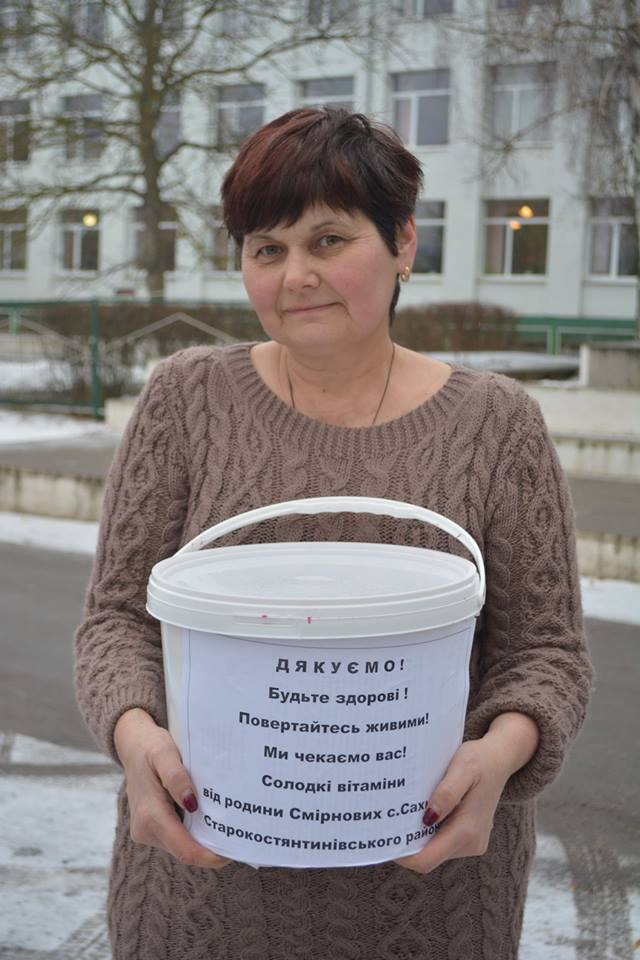 ДЯКУЄМО!
Будьте здорові !
Повертайтесь живими!
Ми чекаємо вас!
Солодкі вітаміни
від родини Смірнових с.
Старокостянтинівського